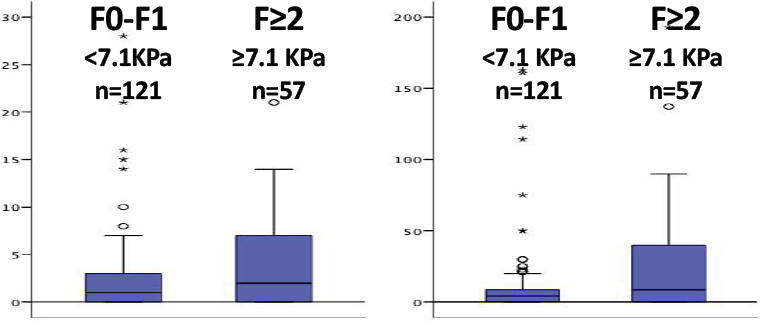 30
F0-F1
F≥2
<7.1KPa
≥7.1 KPa
n=121
n=57
25
20
15
10
5
0
200
F0-F1
F≥2
<7.1 KPa
≥7.1 KPa
n=121
n=57
150
100
50
0